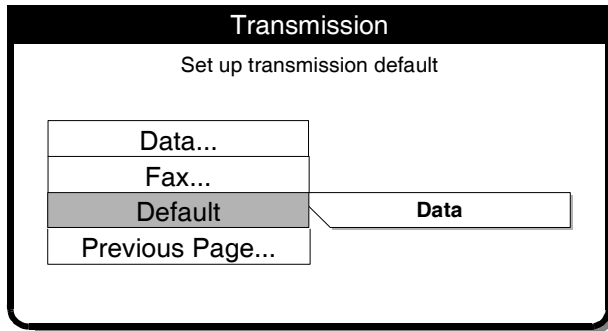 Transmission
Set up transmission default
Data...
Fax...
Default
Data
Previous Page...